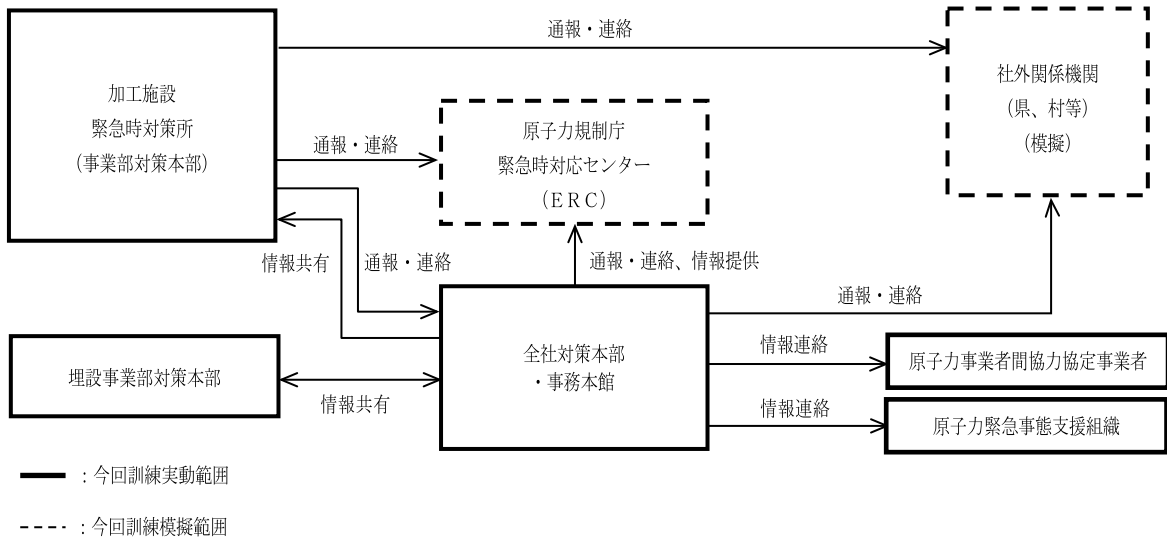 通報・連絡
加工施設
緊急時対策所
(事業部対策本部)
社外関係機関
(県、村等)
(模擬)
通報・連絡
原子力規制庁
緊急時対応センター
(ERC)
情報共有
通報・連絡
通報・連絡、情報提供
通報・連絡
全社対策本部
・事務本館
埋設事業部対策本部
情報共有
情報連絡
原子力事業者間協力協定事業者
情報連絡
原子力緊急事態支援組織
:今回訓練実動範囲
:今回訓練模擬範囲